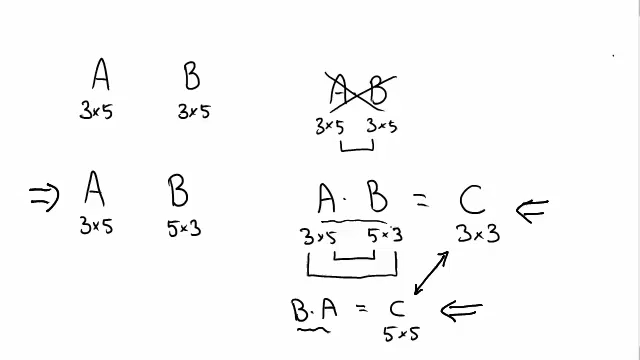 A B
3×5 3×5
A B
3×5 3×5
⇒ A B
3×5 5×3
A · B = C ⇐
3×5 5×3 3×3
B·A = C ⇐
5×5